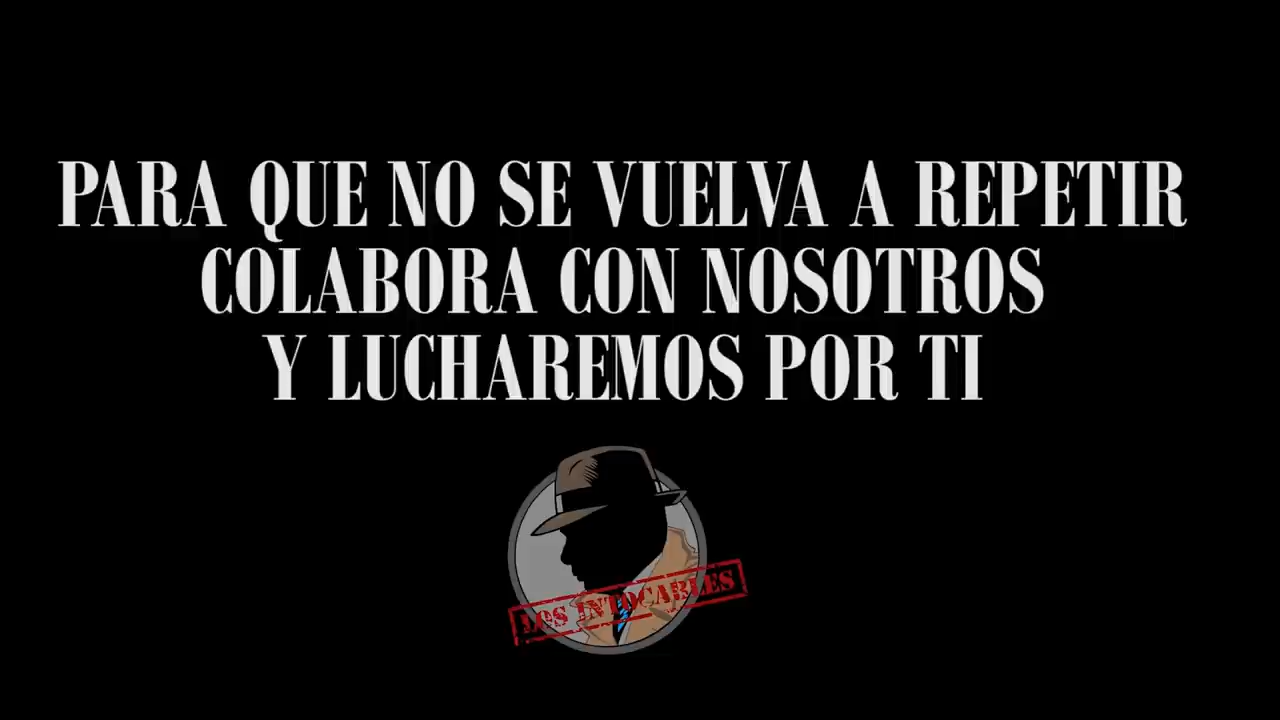 PARA QUE NO SE VUELVA A REPETIR
COLABORA CON NOSOTROS
Y LUCHAREMOS POR TI
LOS INTOCABLES